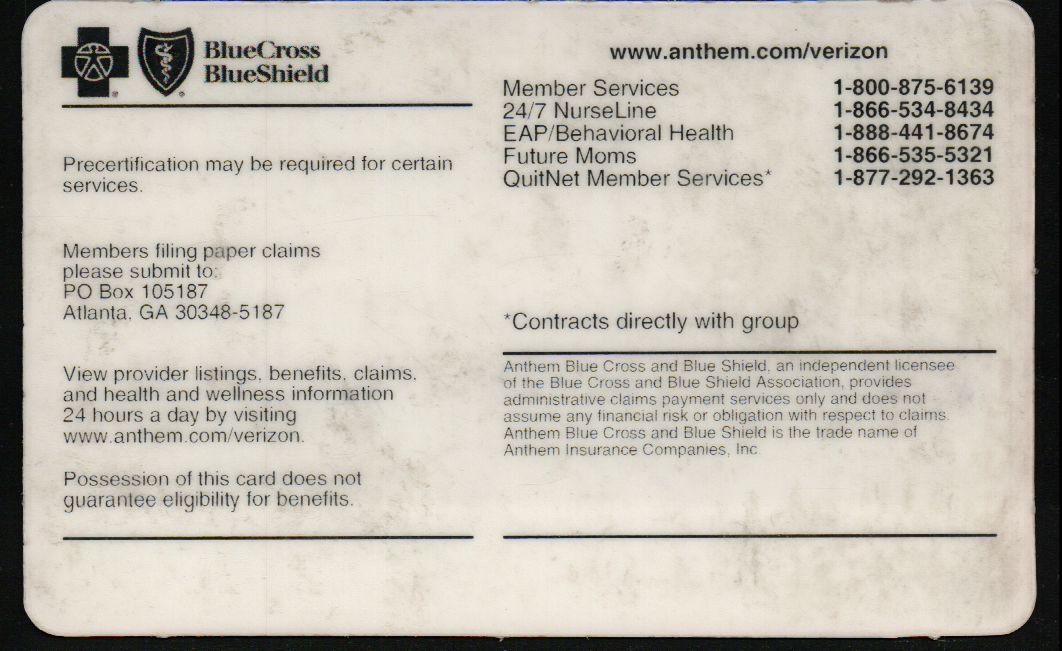 BlueCross
BlueShield
Precertification may be required for certain
services.
Members filing paper claims
please submit to:
PO Box 105187
Atlanta, GA 30348-5187
View provider listings, benefits, claims,
and health and wellness information
24 hours a day by visiting
www.anthem.com/verizon.
Possession of this card does not
guarantee eligibility for benefits.
www.anthem.com/verizon
Member Services 1-800-875-6139
24/7 NurseLine 1-866-534-8434
EAP/Behavioral Health 1-888-441-8674
Future Moms 1-866-535-5321
QuitNet Member Services* 1-877-292-1363
*Contracts directly with group
Anthem Blue Cross and Blue Shield, an independent licensee
of the Blue Cross and Blue Shield Association, provides
administrative claims payment services only and does not
assume any financial risk or obligation with respect to claims.
Anthem Blue Cross and Blue Shield is the trade name of
Anthem Insurance Companies, Inc.